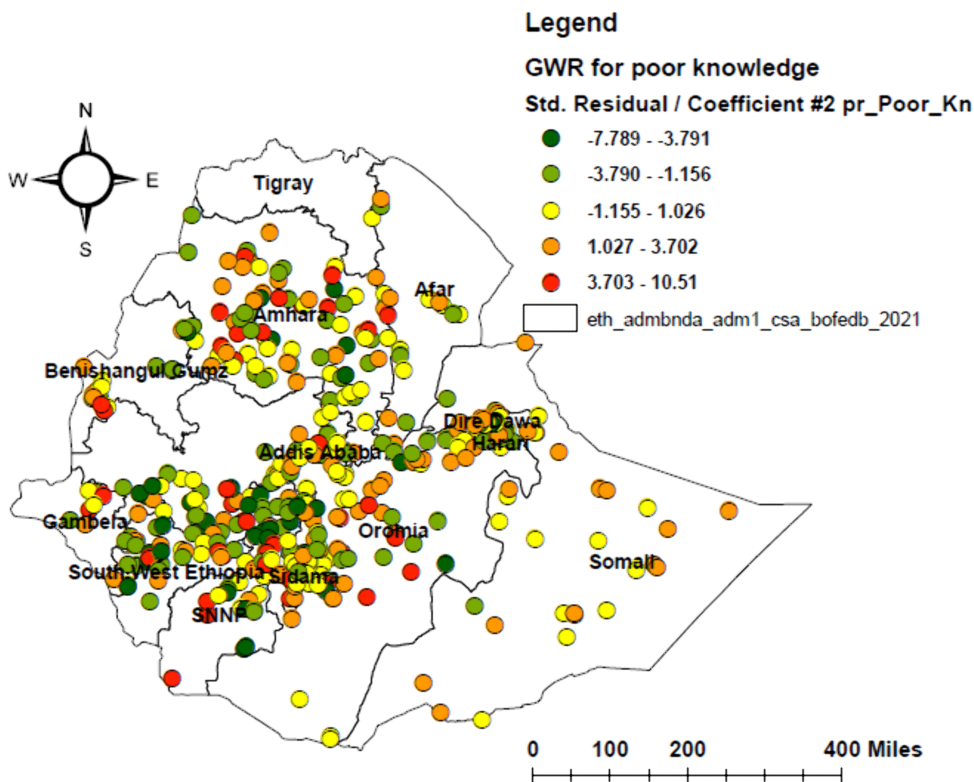 Legend
GWR for poor knowledge
Std. Residual / Coefficient #2 pr_Poor_Kn
-7.789 - -3.791
-3.790 - -1.156
-1.155 - 1.026
1.027 - 3.702
3.703 - 10.51
eth_admbnda_adm1_csa_bofedb_2021
N
W
E
S
Tigray
Afar
Amhara
Benishangul Gumz
Dire Dawa
Harari
Addis Ababa
Gambela
Oromia
Somali
South West Ethiopia
Sidama
SNNP
0 100 200 400 Miles